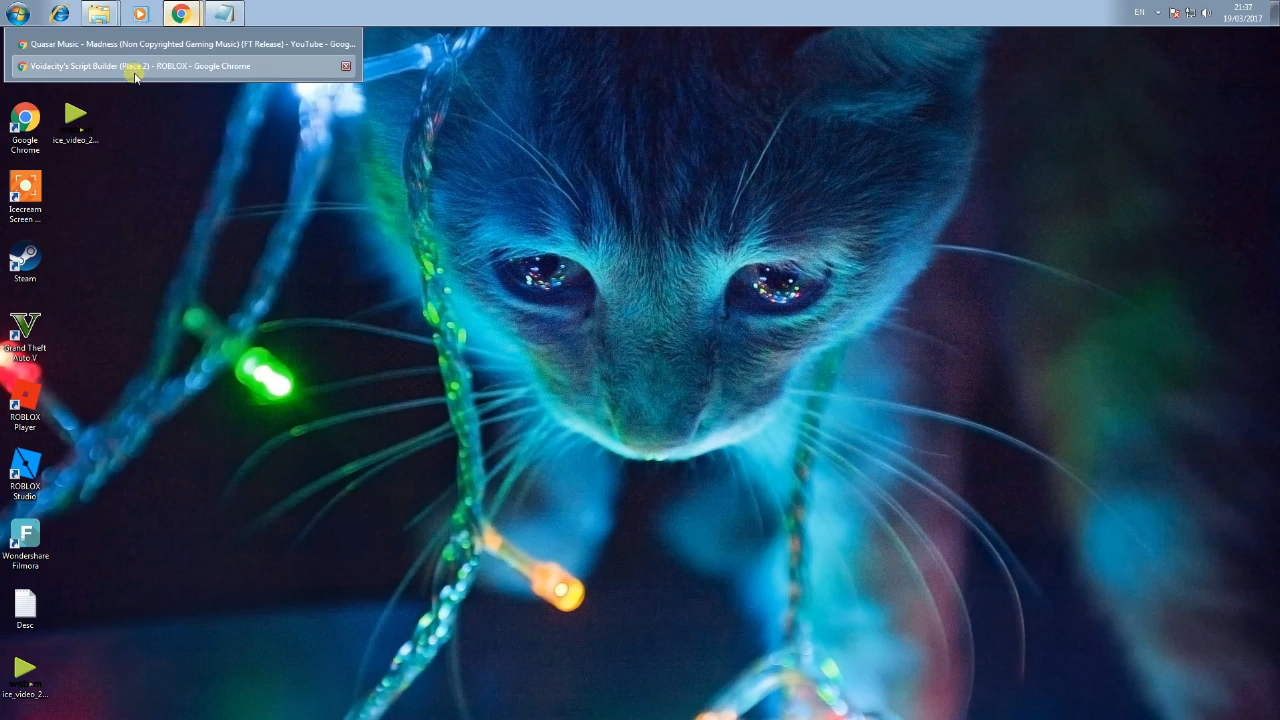 EN
21:37
19/03/2017
Quasar Music - Madness (Non Copyrighted Gaming Music) [FT Release] - YouTube - Goog...
Voidacity's Script Builder (Place 2) - ROBLOX - Google Chrome
Google
Chrome
ice_video_2...
Icecream
Screen ...
Steam
Grand Theft
Auto V
ROBLOX
Player
ROBLOX
Studio
Wondershare
Filmora
Desc
ice_video_2...